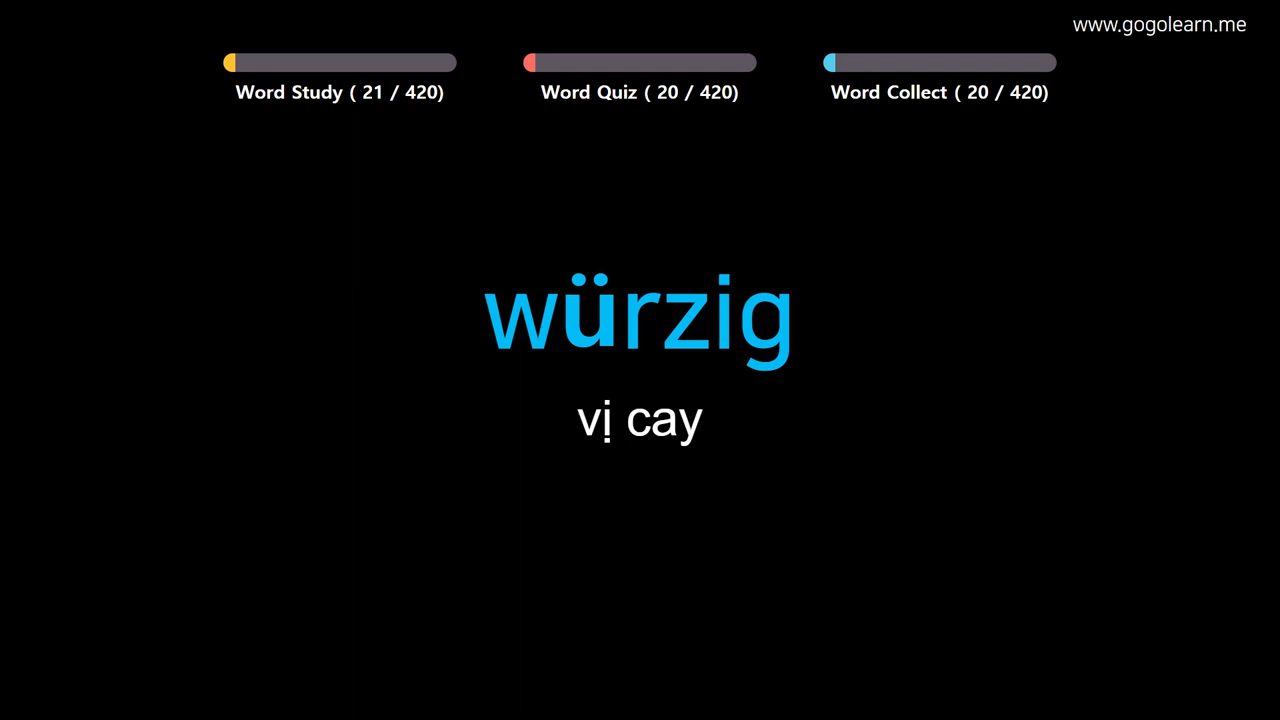 www.gogolearn.me
Word Study ( 21 / 420)
Word Quiz ( 20 / 420)
Word Collect ( 20 / 420)
würzig
vị cay